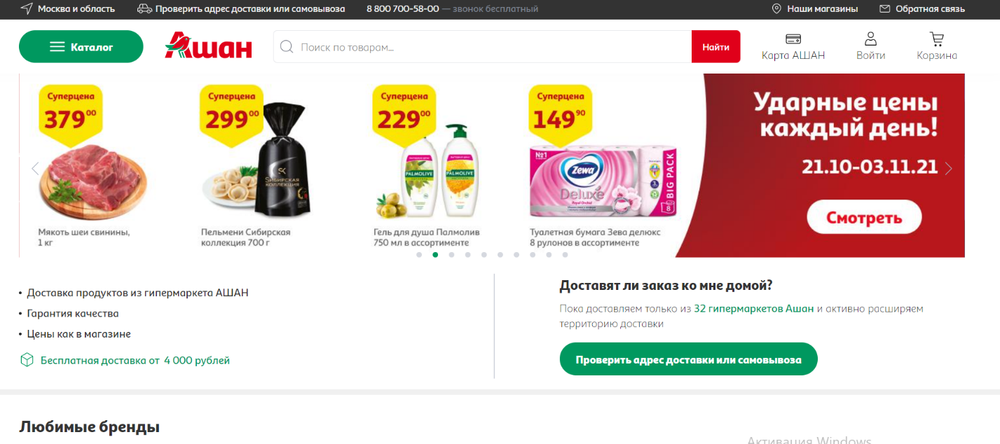 Москва и область
Проверить адрес доставки или самовывоза
8 800 700-58-00 — звонок бесплатный
Наши магазины
Обратная связь
Каталог
Ашан
Поиск по товарам...
Найти
Карта АШАН
Войти
Корзина
Суперцена
379⁰⁰
Мякоть шеи свинины,
1 кг
Суперцена
299⁰⁰
SK
СИБИРСКАЯ
КОЛЛЕКЦИЯ
Пельмени Сибирская
коллекция 700 г
Суперцена
229⁰⁰
PALMOLIVE
PALMOLIVE
Гель для душа Палмолив
750 мл в ассортименте
Суперцена
149⁹⁰
№1
Zewa
Deluxe
Royal Orchid
BIG PACK
3
8
Туалетная бумага Зева делюкс
8 рулонов в ассортименте
Ударные цены
каждый день!
21.10-03.11.21
Смотреть
• Доставка продуктов из гипермаркета АШАН
• Гарантия качества
• Цены как в магазине
Бесплатная доставка от 4 000 рублей
Доставят ли заказ ко мне домой?
Пока доставляем только из 32 гипермаркетов Ашан и активно расширяем
территорию доставки
Проверить адрес доставки или самовывоза
Любимые бренды
Активация Windows